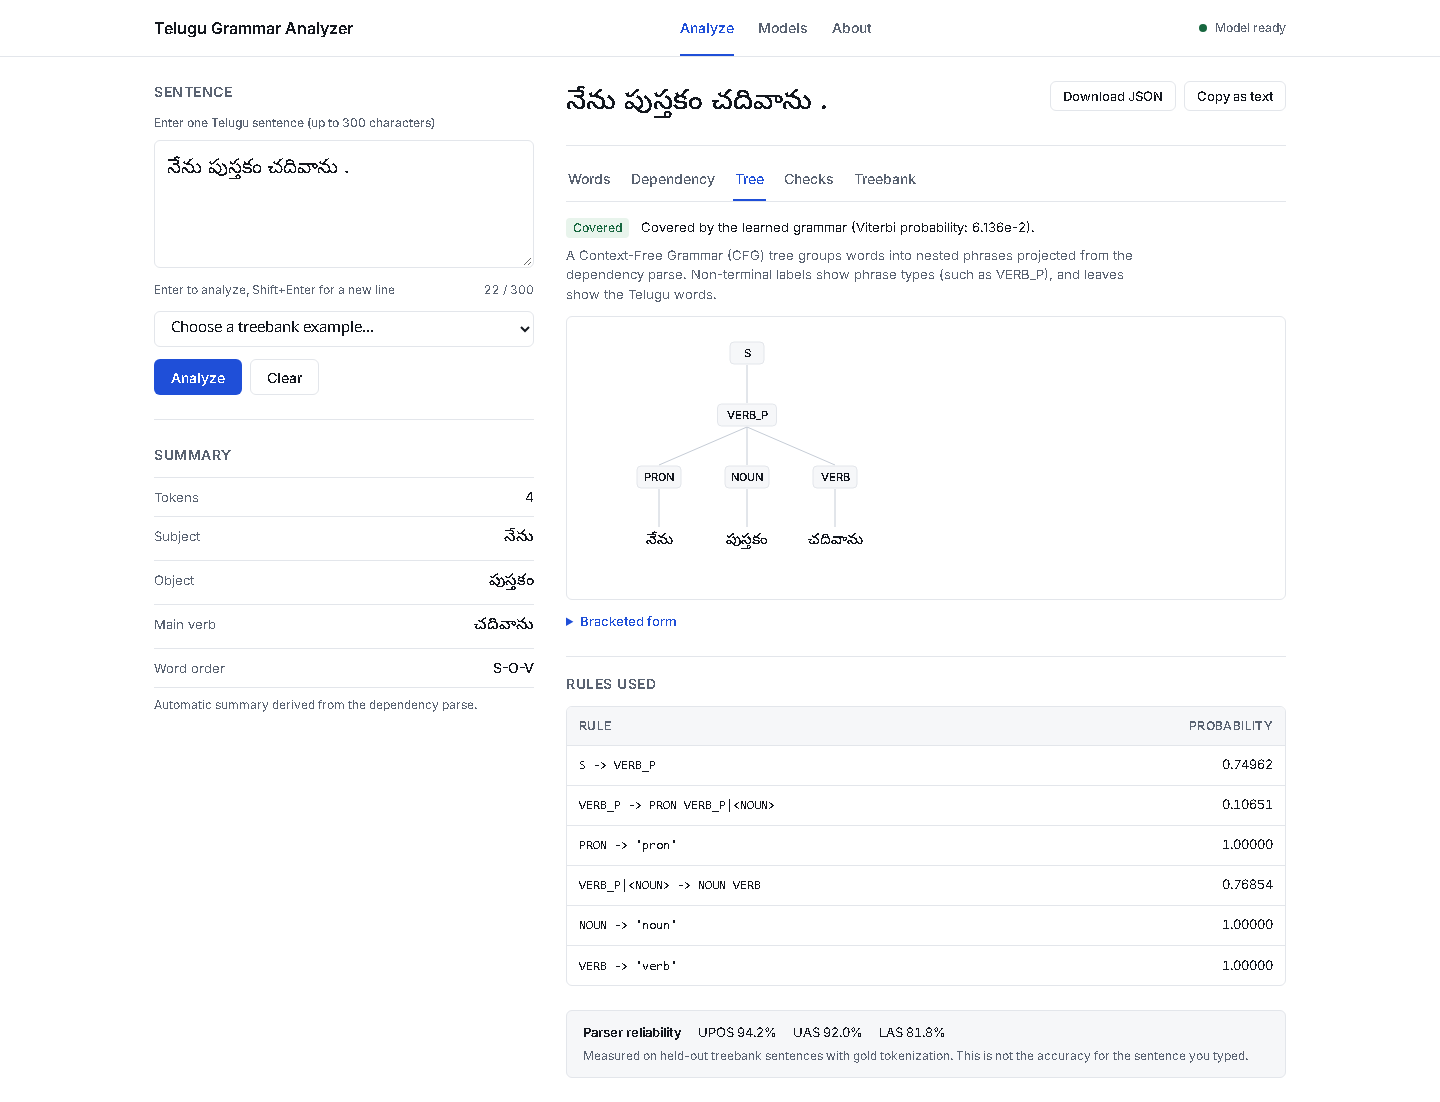 Telugu Grammar Analyzer
Analyze Models About
Model ready
SENTENCE
Enter one Telugu sentence (up to 300 characters)
నేను పుస్తకం చదివాను .
Enter to analyze, Shift+Enter for a new line 22 / 300
Choose a treebank example...
Analyze Clear
SUMMARY
Tokens 4
Subject నేను
Object పుస్తకం
Main verb చదివాను
Word order S-O-V
Automatic summary derived from the dependency parse.
నేను పుస్తకం చదివాను .
Download JSON Copy as text
Words Dependency Tree Checks Treebank
Covered Covered by the learned grammar (Viterbi probability: 6.136e-2).
A Context-Free Grammar (CFG) tree groups words into nested phrases projected from the
dependency parse. Non-terminal labels show phrase types (such as VERB_P), and leaves
show the Telugu words.
S
VERB_P
PRON NOUN VERB
నేను పుస్తకం చదివాను
Bracketed form
RULES USED
RULE PROBABILITY
S -> VERB_P 0.74962
VERB_P -> PRON VERB_P|<NOUN> 0.10651
PRON -> 'pron' 1.00000
VERB_P|<NOUN> -> NOUN VERB 0.76854
NOUN -> 'noun' 1.00000
VERB -> 'verb' 1.00000
Parser reliability UPOS 94.2% UAS 92.0% LAS 81.8%
Measured on held-out treebank sentences with gold tokenization. This is not the accuracy for the sentence you typed.